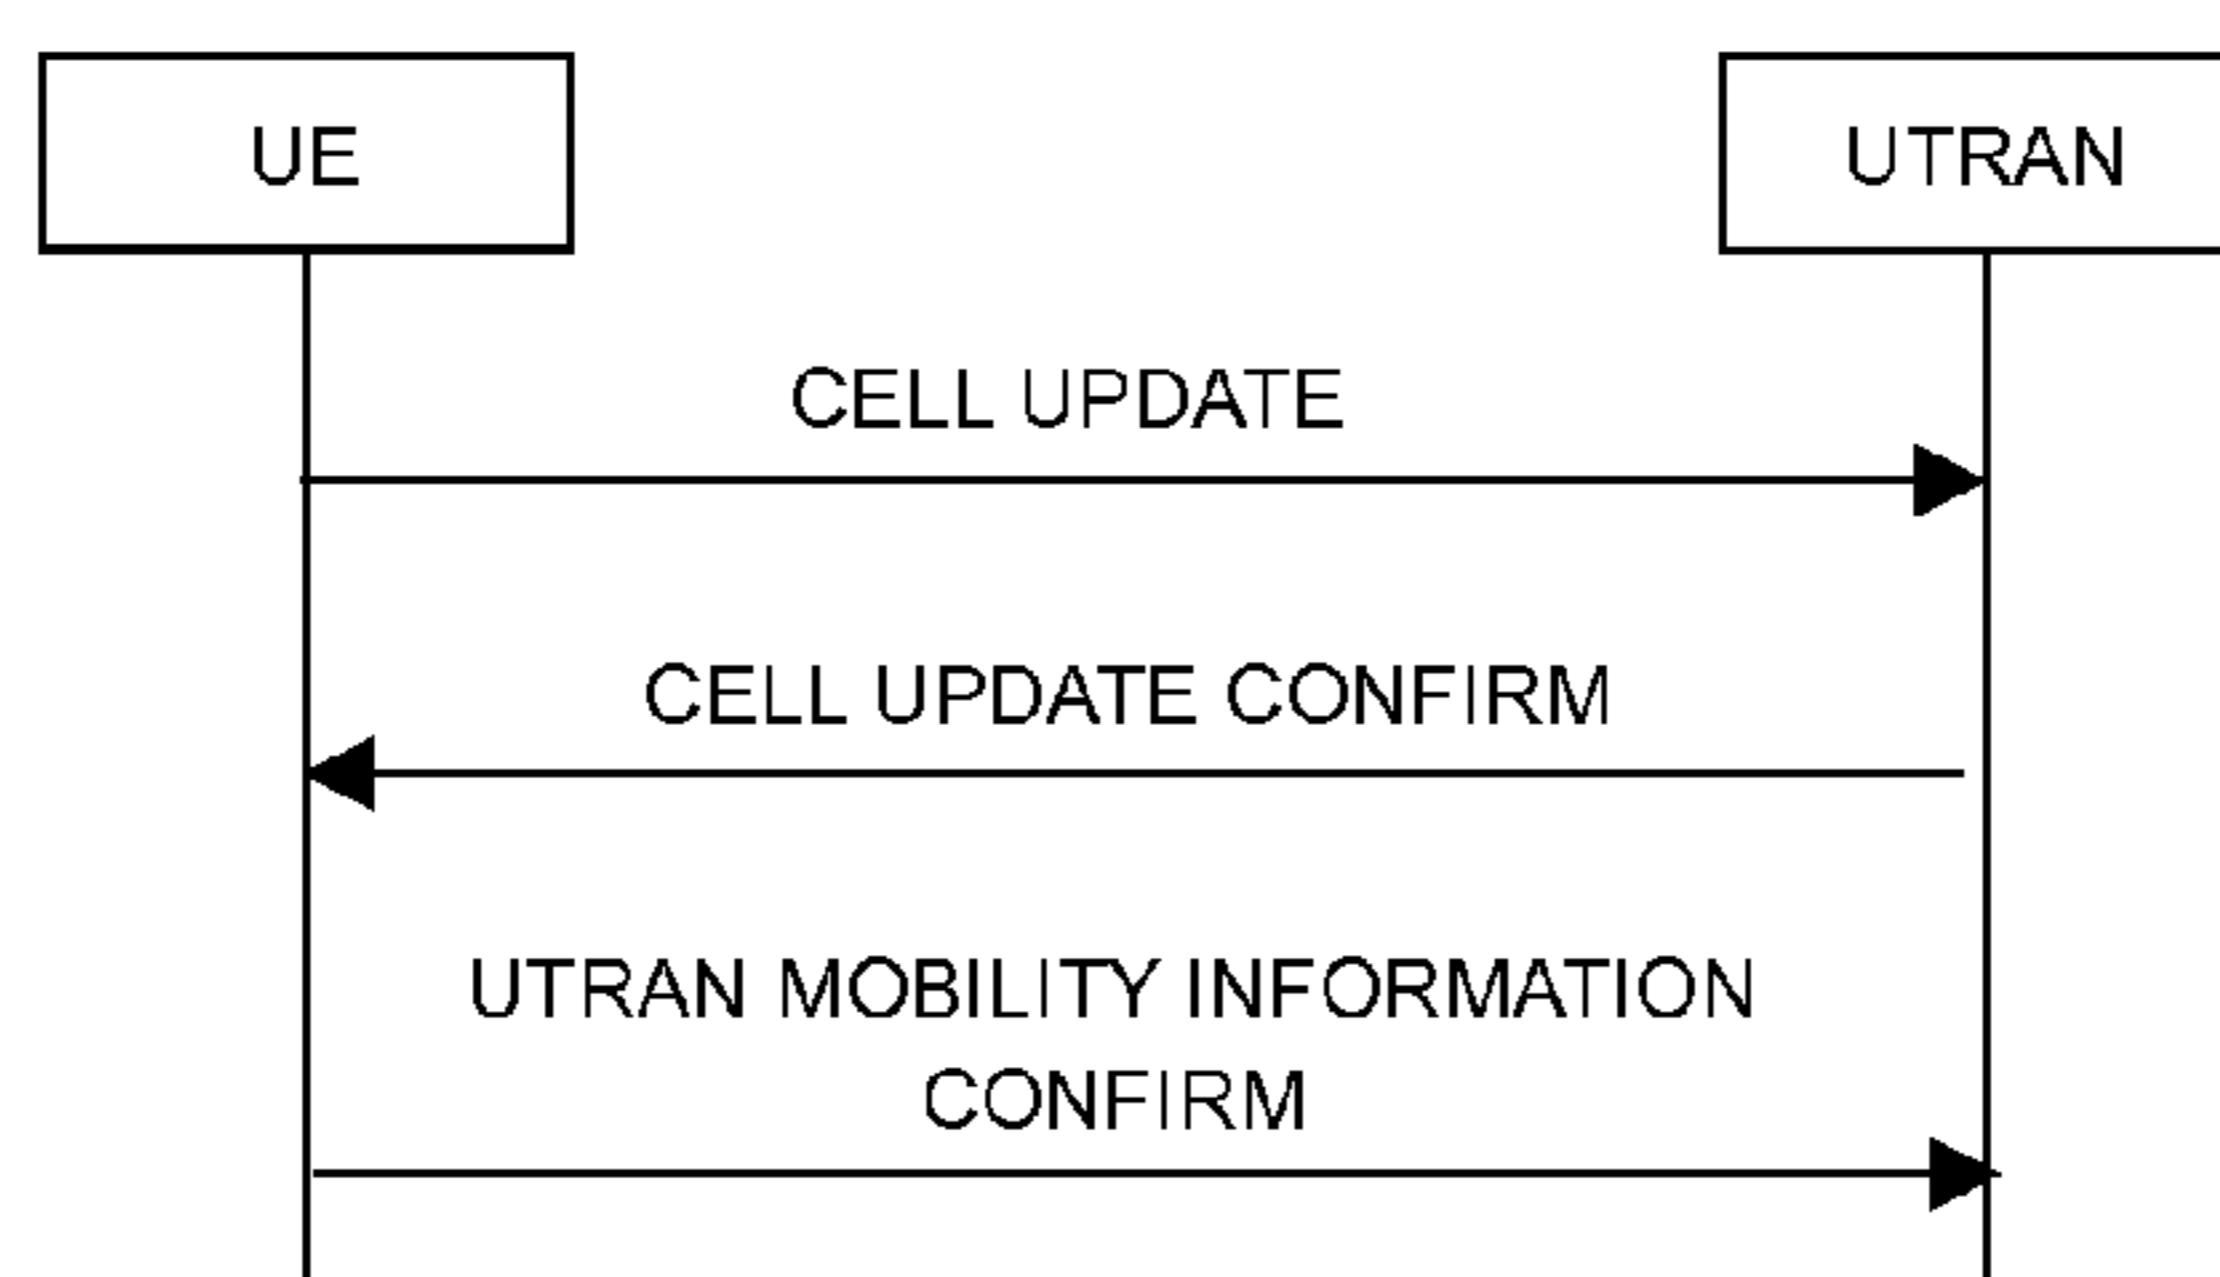 UE
UTRAN
CELL UPDATE
CELL UPDATE CONFIRM
UTRAN MOBILITY INFORMATION
CONFIRM